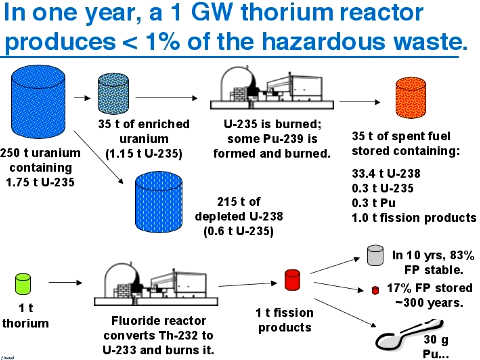 In one year, a 1 GW thorium reactor
produces < 1% of the hazardous waste.
250 t uranium
containing
1.75 t U-235
35 t of enriched
uranium
(1.15 t U-235)
U-235 is burned;
some Pu-239 is
formed and burned.
35 t of spent fuel
stored containing:
33.4 t U-238
0.3 t U-235
0.3 t Pu
1.0 t fission products
215 t of
depleted U-238
(0.6 t U-235)
1 t
thorium
Fluoride reactor
converts Th-232 to
U-233 and burns it.
1 t fission
products
In 10 yrs, 83%
FP stable.
17% FP stored
~300 years.
30 g
Pu...